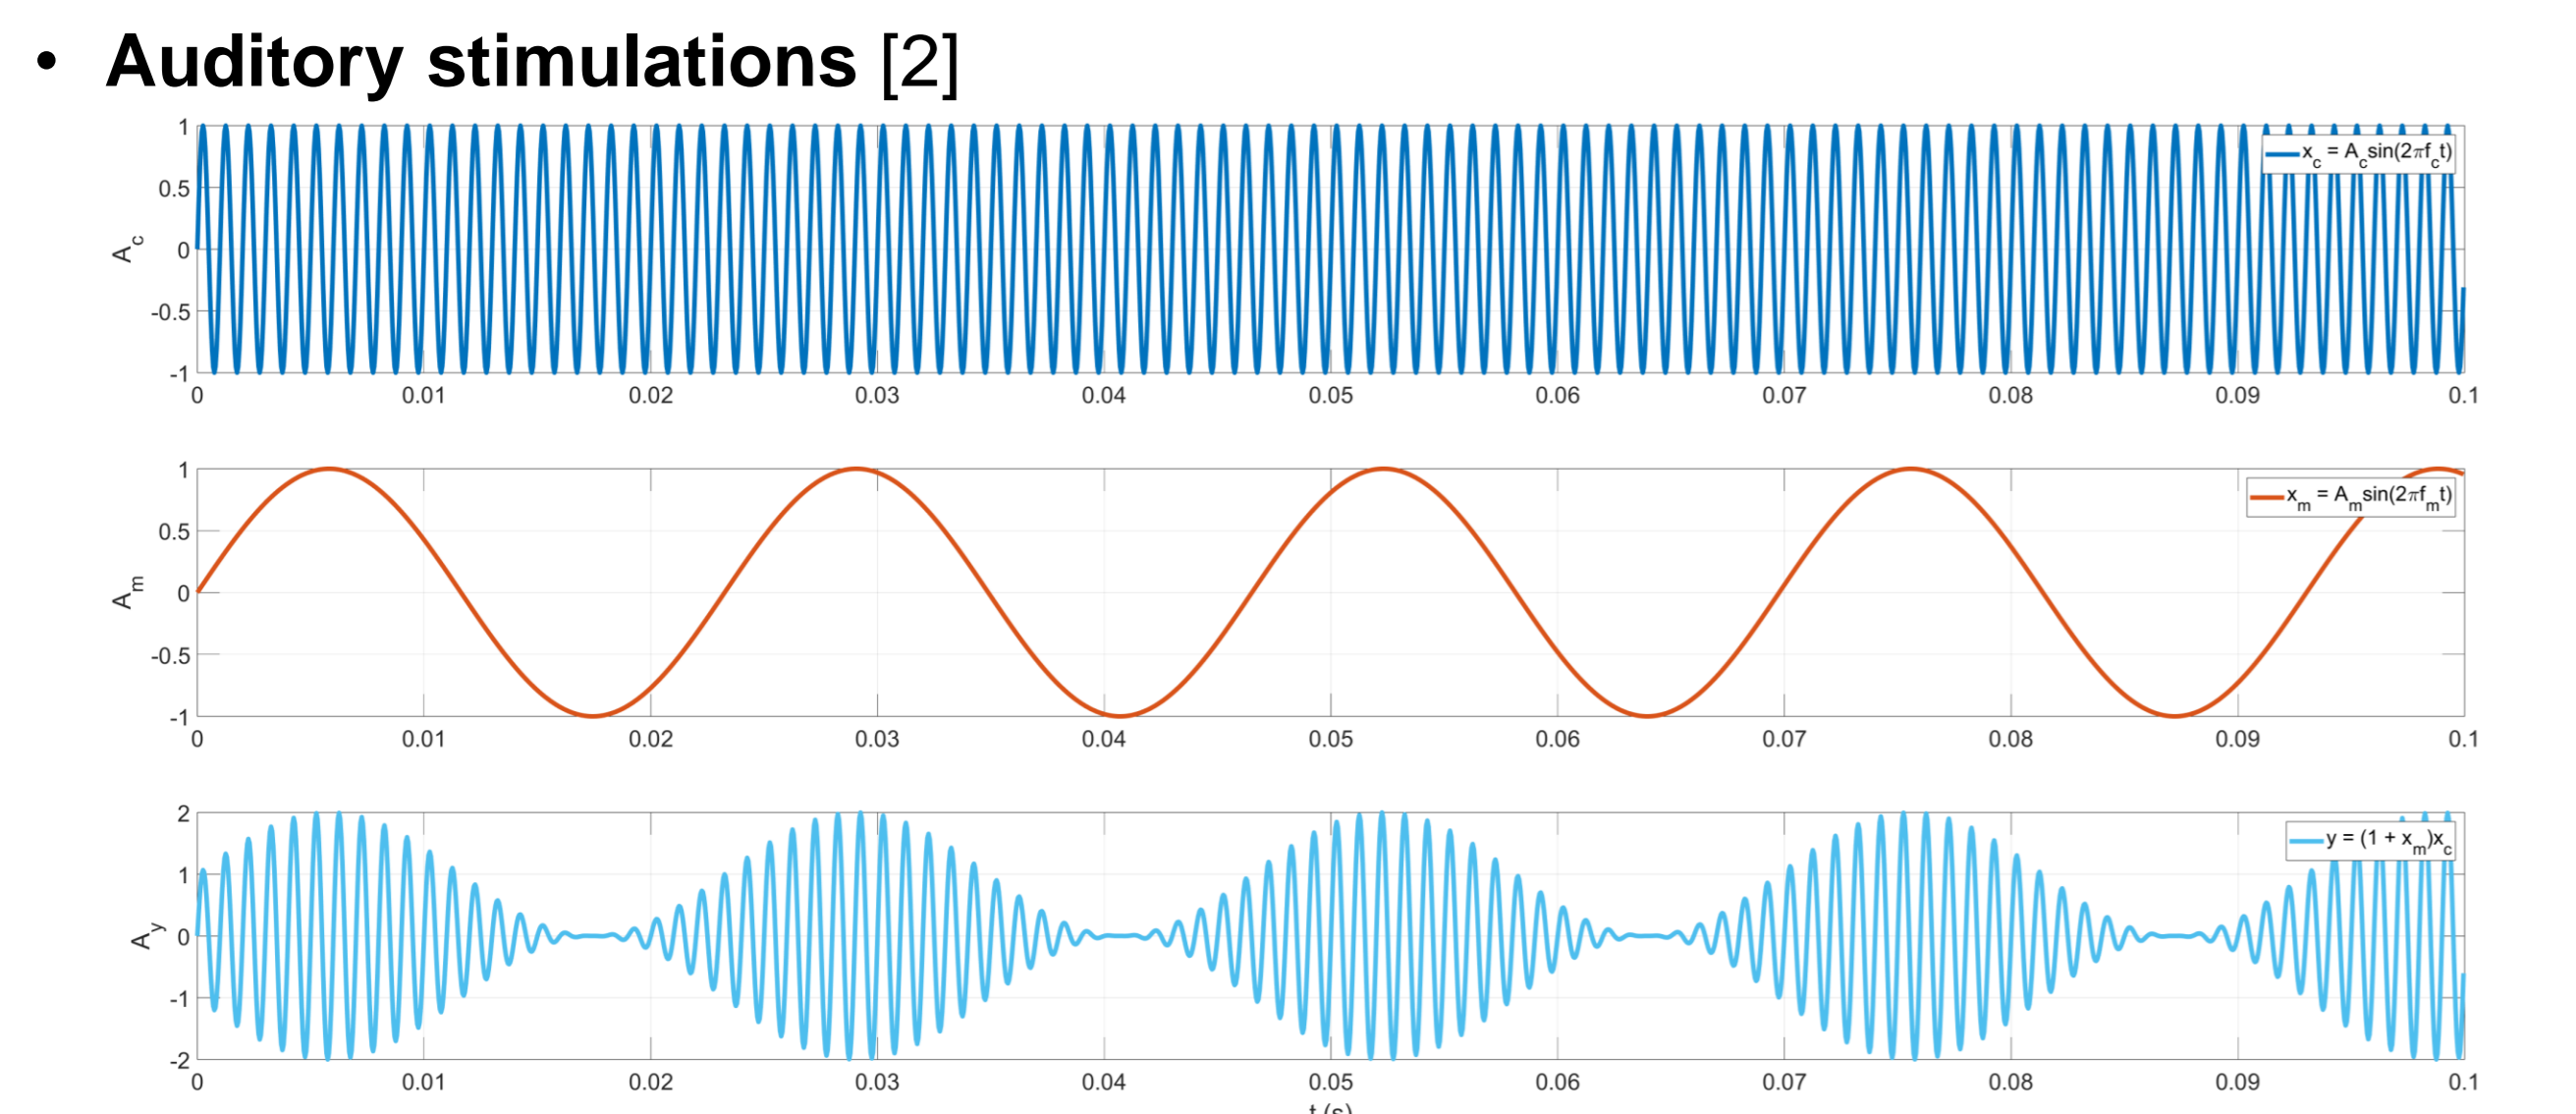 • Auditory stimulations [2]
1
0.5
0
-0.5
-1
A_c
x_c = A_c sin(2πf_c t)
0 0.01 0.02 0.03 0.04 0.05 0.06 0.07 0.08 0.09 0.1
1
0.5
0
-0.5
-1
A_m
x_m = A_m sin(2πf_m t)
0 0.01 0.02 0.03 0.04 0.05 0.06 0.07 0.08 0.09 0.1
2
1
0
-1
-2
A_y
y = (1 + x_m)x_c
0 0.01 0.02 0.03 0.04 0.05 0.06 0.07 0.08 0.09 0.1
t (s)